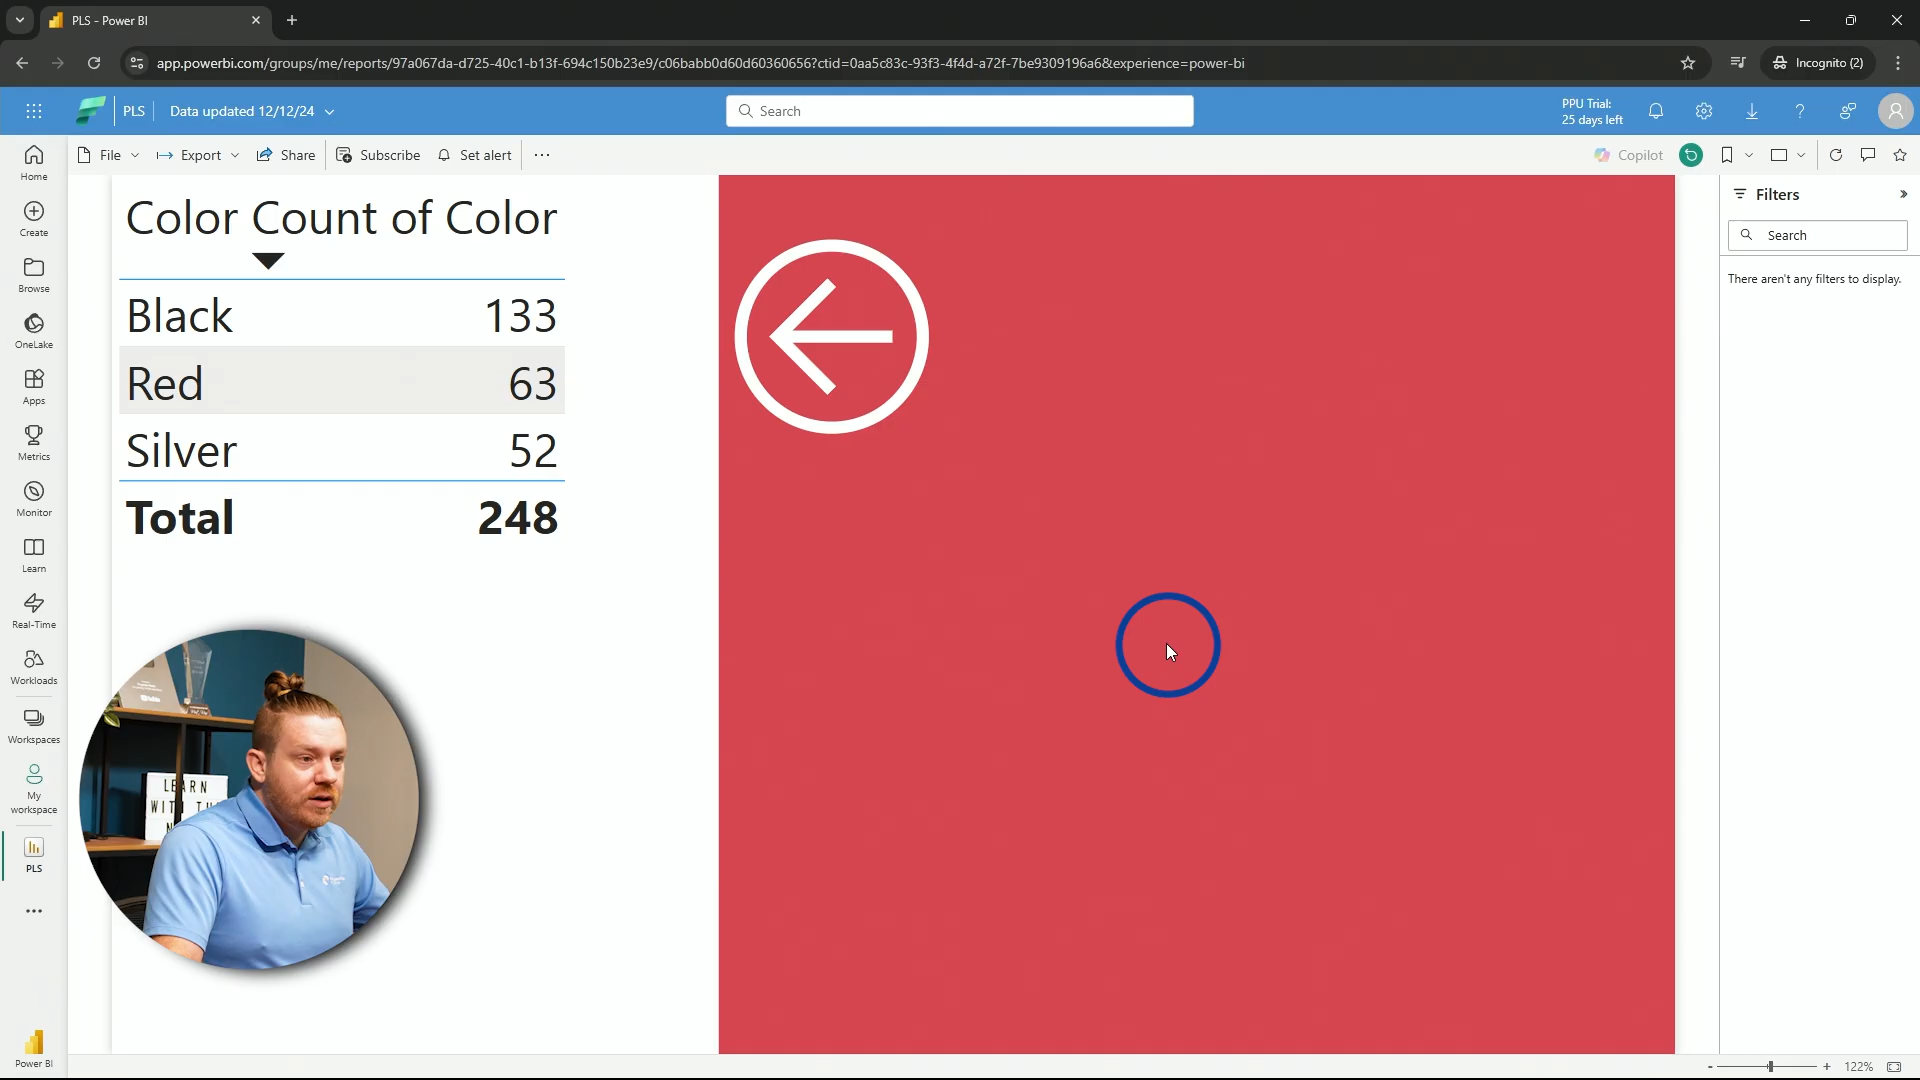 PLS - Power BI
app.powerbi.com/groups/me/reports/97a067da-d725-40c1-b13f-694c150b23e9/c06babb0d60d60360656?ctid=0aa5c83c-93f3-4f4d-a72f-7be9309196a6&experience=power-bi
Incognito (2)
PLS
Data updated 12/12/24
Search
PPU Trial:
25 days left
File
Export
Share
Subscribe
Set alert
Copilot
Home
Create
Browse
OneLake
Apps
Metrics
Monitor
Learn
Real-Time
Workloads
Workspaces
My
workspace
PLS
Power BI
Color Count of Color
Black 133
Red 63
Silver 52
Total 248
LEARN
WITH
Filters
Search
There aren't any filters to display.
122%